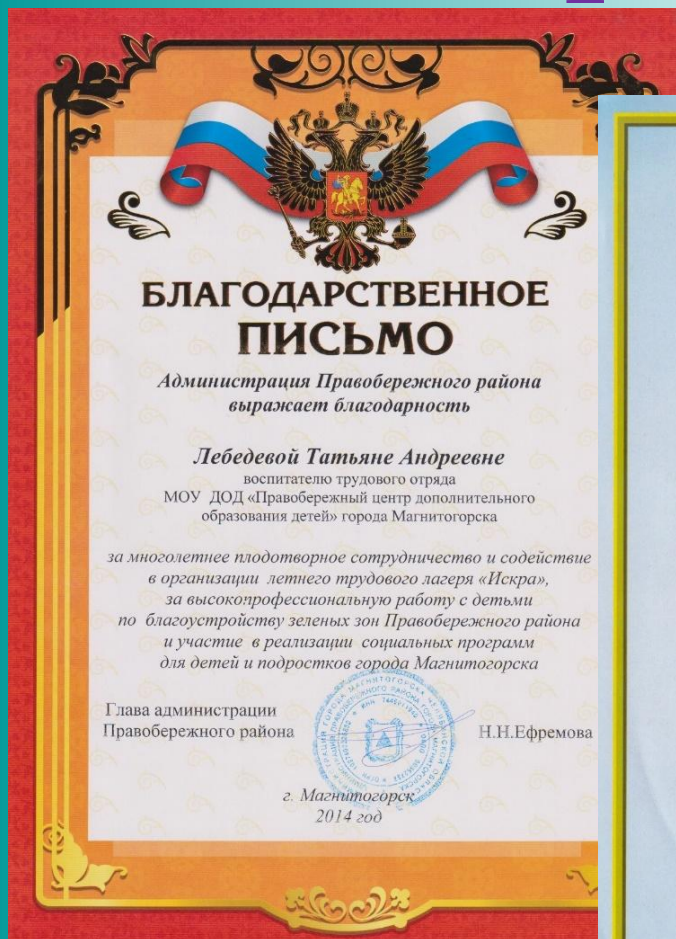 БЛАГОДАРСТВЕННОЕ
ПИСЬМО
Администрация Правобережного района
выражает благодарность
Лебедевой Татьяне Андреевне
воспитателю трудового отряда
МОУ ДОД «Правобережный центр дополнительного
образования детей» города Магнитогорска
за многолетнее плодотворное сотрудничество и содействие
в организации летнего трудового лагеря «Искра»,
за высокопрофессиональную работу с детьми
по благоустройству зеленых зон Правобережного района
и участие в реализации социальных программ
для детей и подростков города Магнитогорска
Глава администрации
Правобережного района
Н.Н.Ефремова
г. Магнитогорск
2014 год